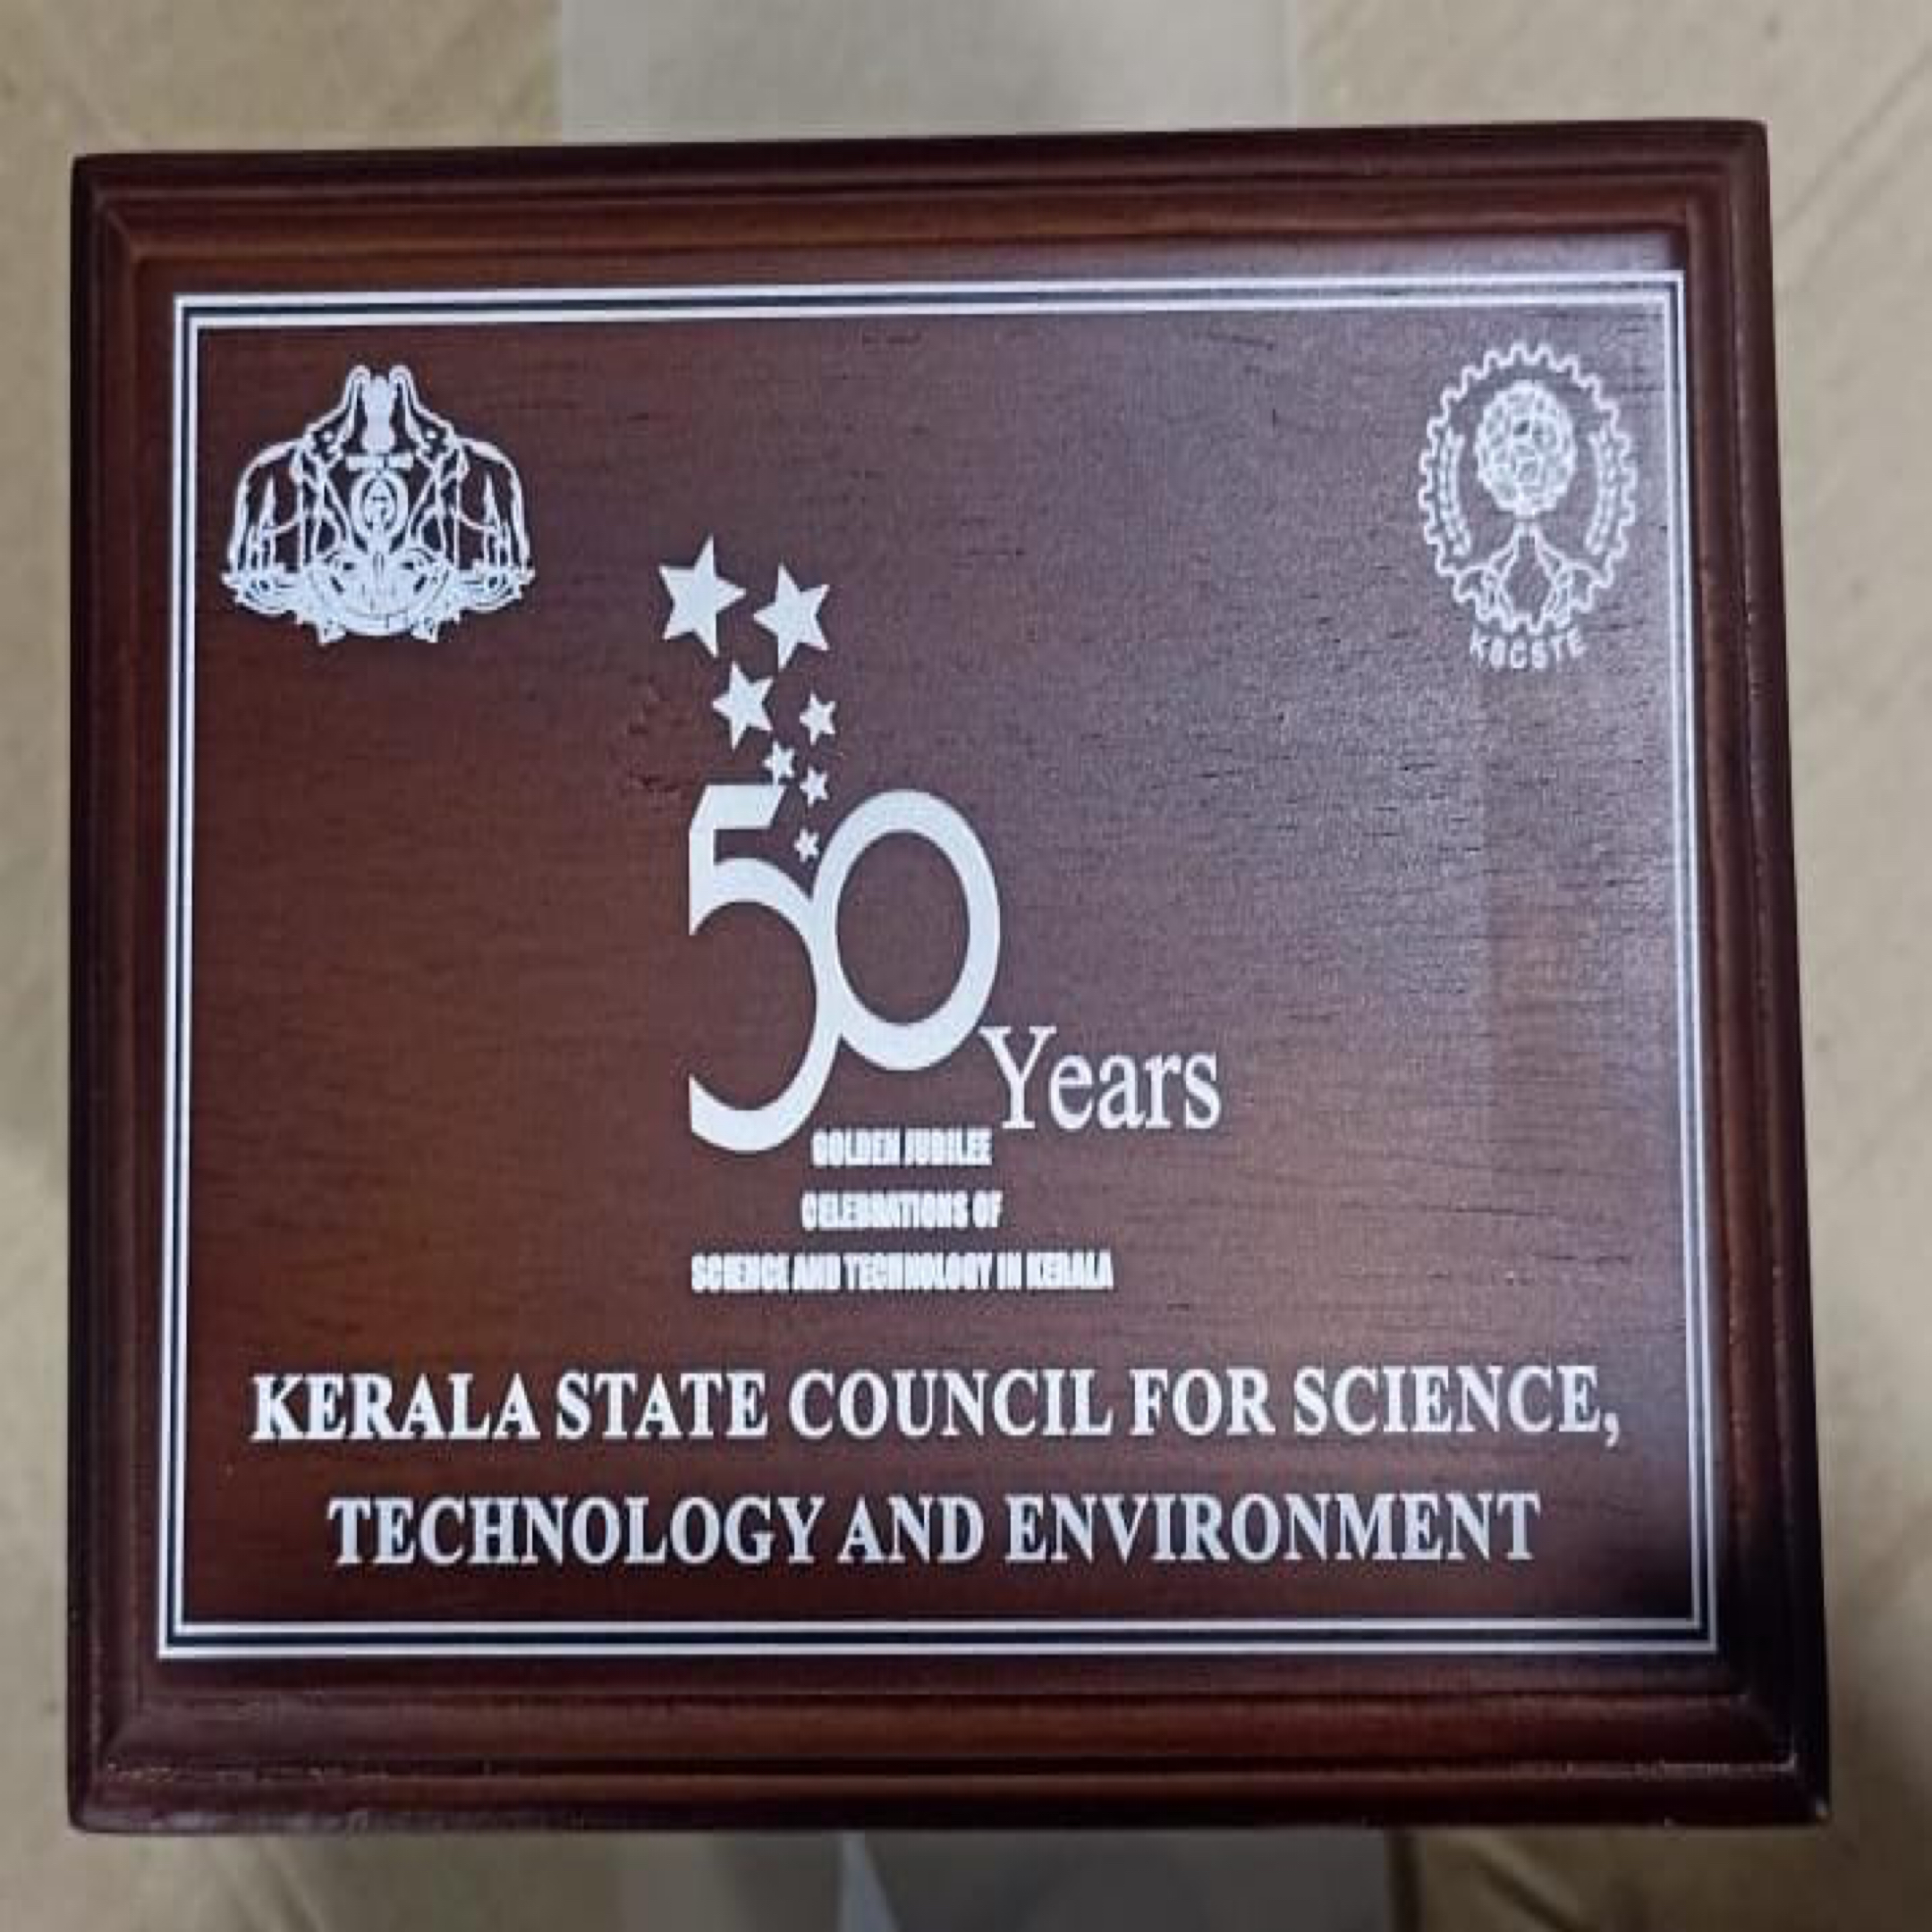 KSCSTE
50 Years
GOLDEN JUBILEE
CELEBRATIONS OF
SCIENCE AND TECHNOLOGY IN KERALA
KERALA STATE COUNCIL FOR SCIENCE,
TECHNOLOGY AND ENVIRONMENT